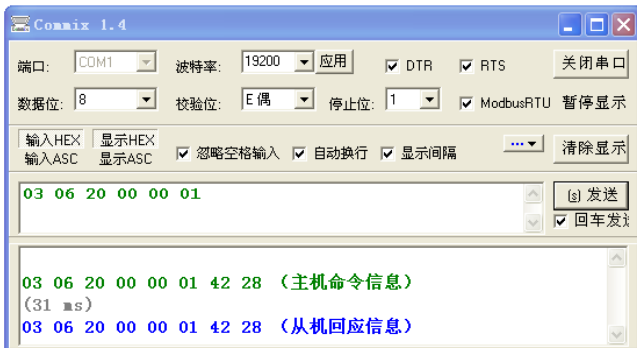 Commix 1.4
端口: COM1 波特率: 19200 应用 DTR RTS 关闭串口
数据位: 8 校验位: E偶 停止位: 1 ModbusRTU 暂停显示
输入HEX 显示HEX
输入ASC 显示ASC 忽略空格输入 自动换行 显示间隔 ... 清除显示
03 06 20 00 00 01 (s) 发送
回车发
03 06 20 00 00 01 42 28 (主机命令信息)
(31 ms)
03 06 20 00 00 01 42 28 (从机回应信息)